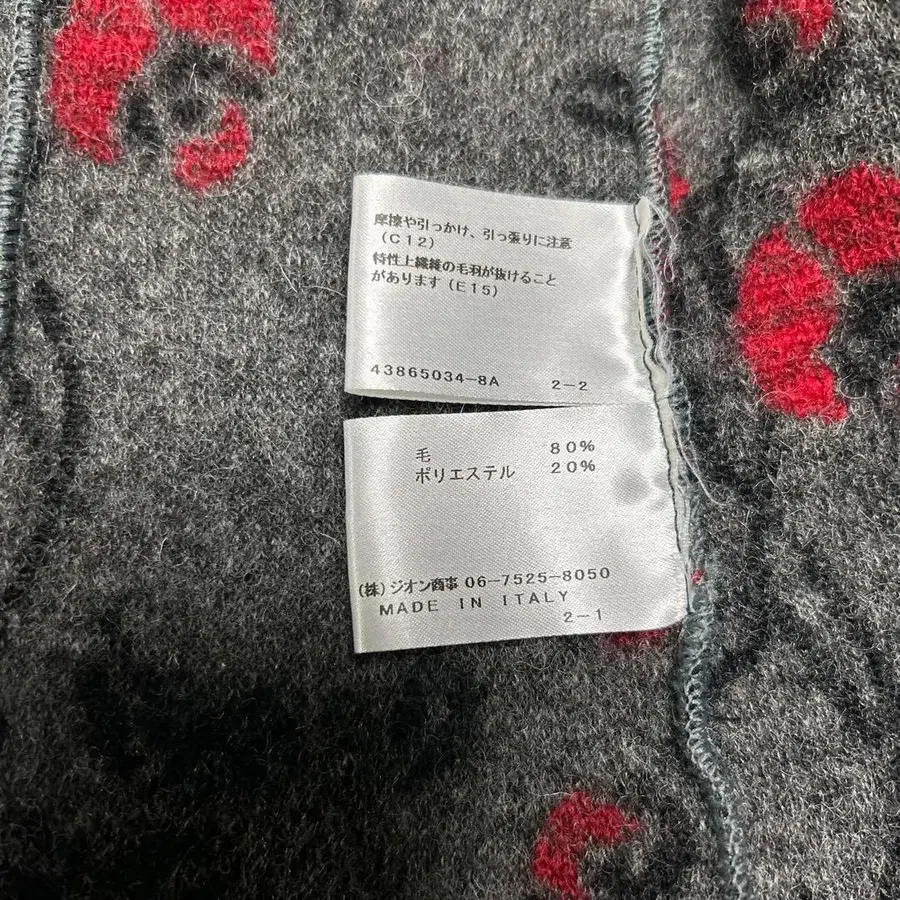 摩擦や引っかけ、引っ張りに注意
(C12)
特性上繊維の毛羽が抜けること
があります(E15)
43865034-8A 2-2
毛 80%
ポリエステル 20%
(株)ジオン商事 06-7525-8050
MADE IN ITALY
2-1